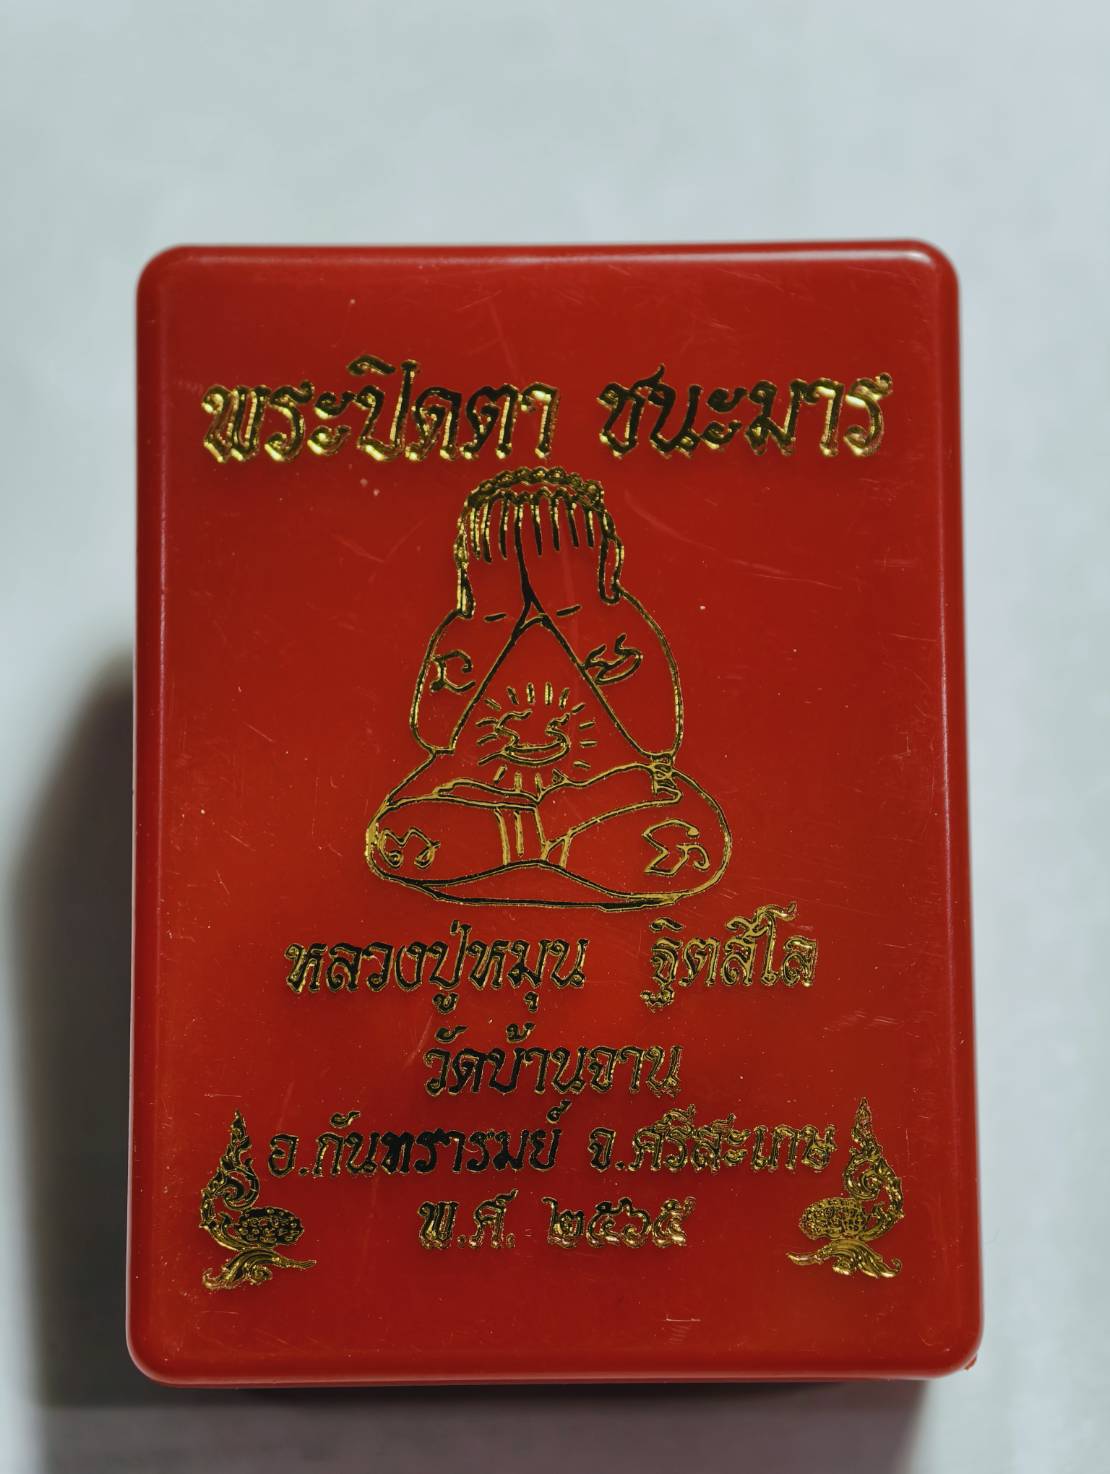 พระปิดตา ชนะมาร
หลวงปู่หมุน ฐิตสีโล
วัดบ้านจาน
อ.กันทรารมย์ จ.ศรีสะเกษ
พ.ศ. ๒๕๖๕